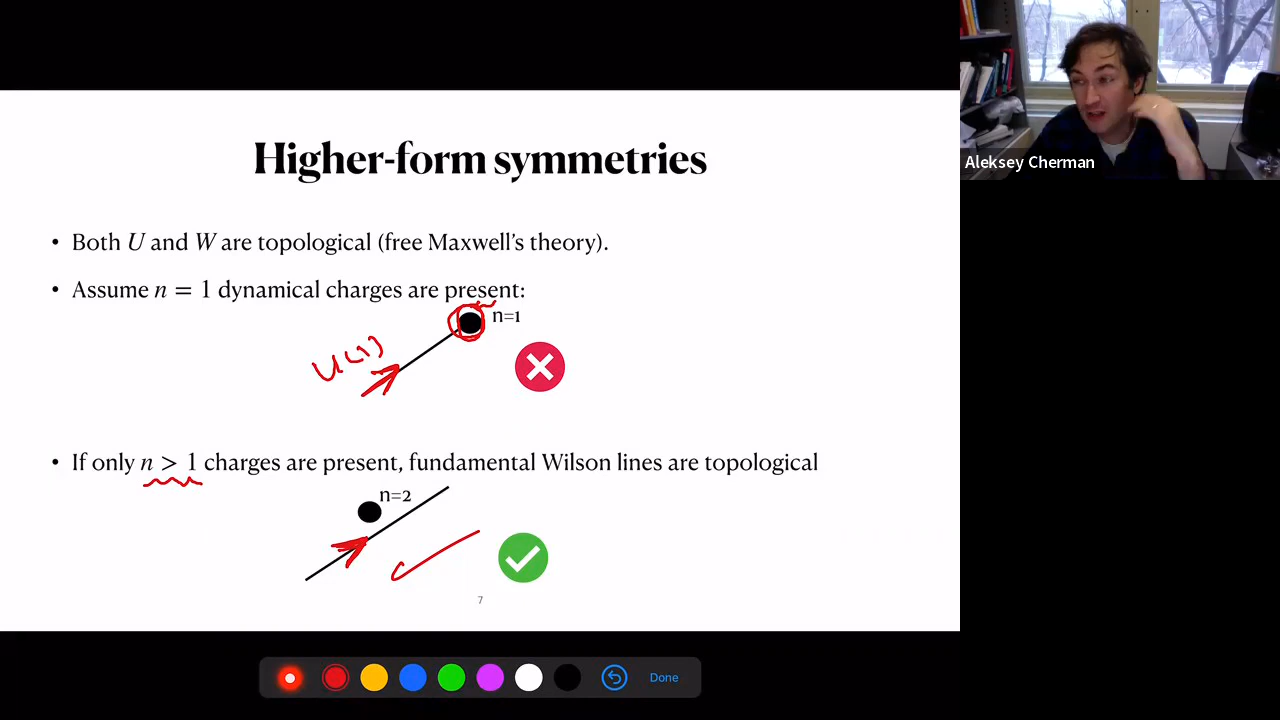 Higher-form symmetries
• Both U and W are topological (free Maxwell's theory).
• Assume n = 1 dynamical charges are present:
n=1
U(1)
• If only n > 1 charges are present, fundamental Wilson lines are topological
n=2
7
Done
Aleksey Cherman